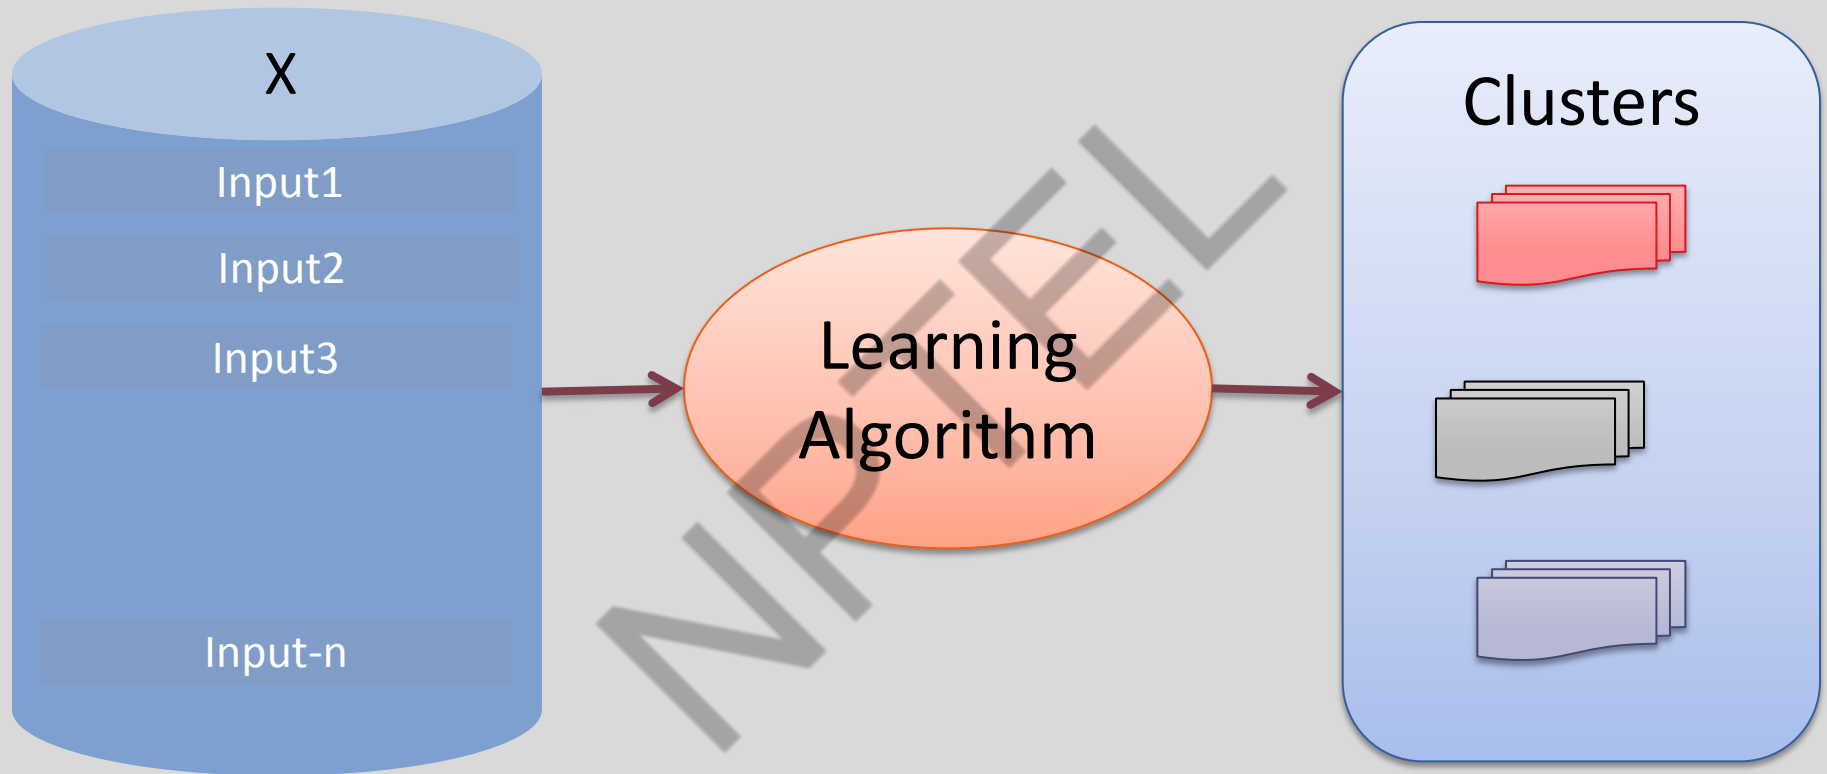 X
Input1
Input2
Input3
Input-n
Learning
Algorithm
Clusters
NPTEL